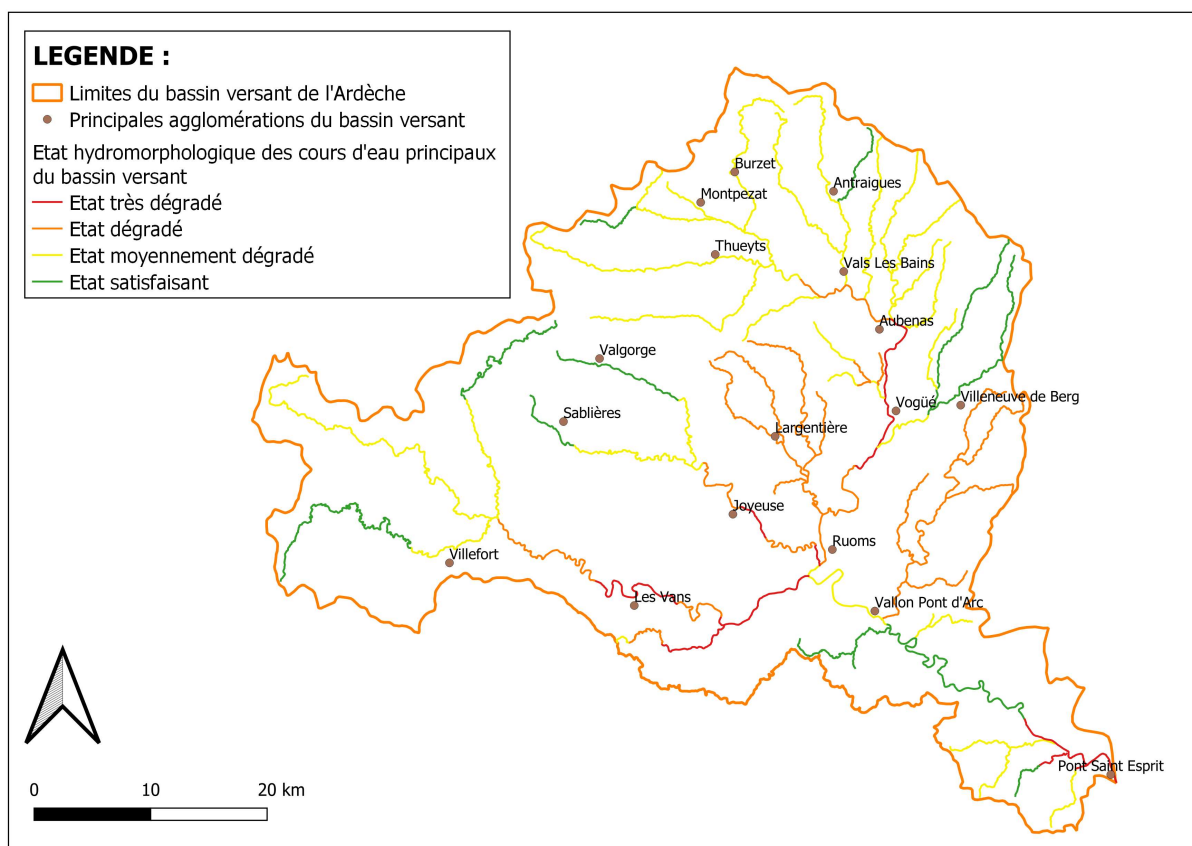 LEGENDE :
Limites du bassin versant de l'Ardèche
Principales agglomérations du bassin versant
Etat hydromorphologique des cours d'eau principaux
du bassin versant
Etat très dégradé
Etat dégradé
Etat moyennement dégradé
Etat satisfaisant
Burzet
Antraigues
Montpezat
Thueyts
Vals Les Bains
Aubenas
Valgorge
Villeneuve de Berg
Vogüé
Sablières
Largentière
Joyeuse
Ruoms
Villefort
Les Vans
Vallon Pont d'Arc
Pont Saint Esprit
0 10 20 km